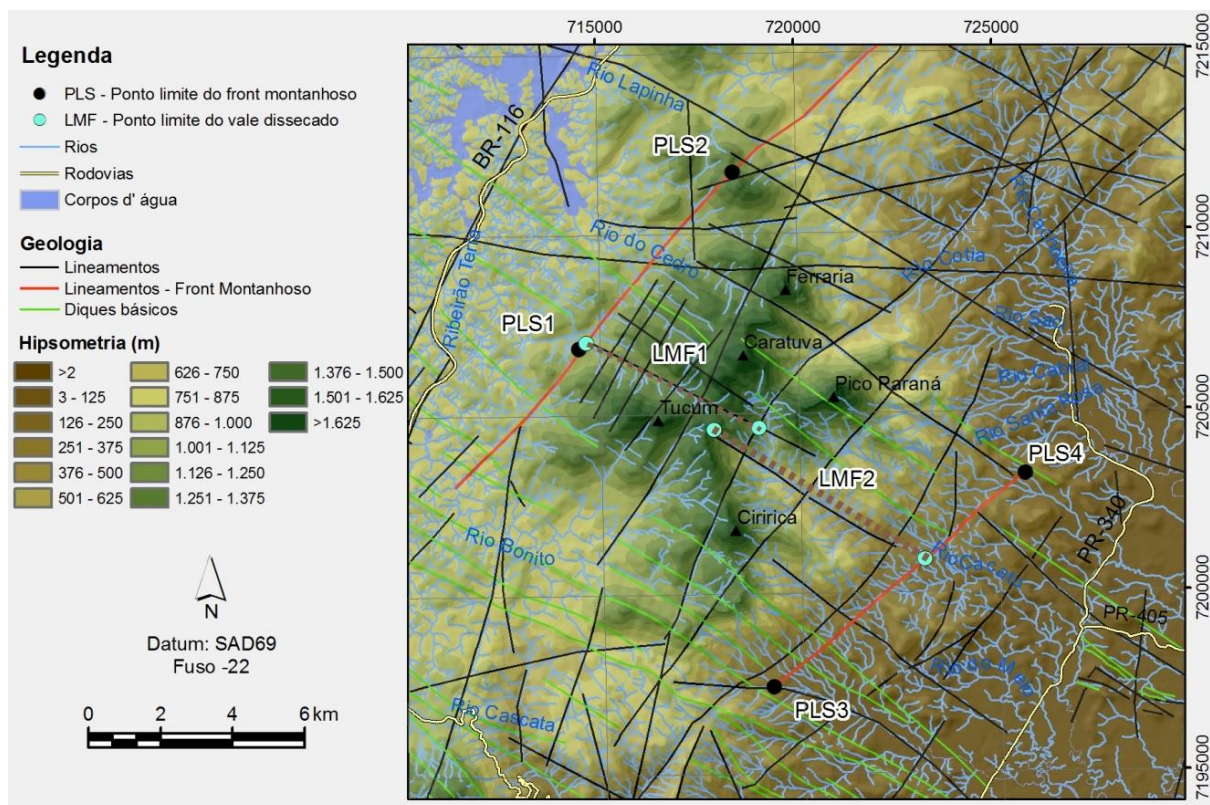 Legenda
PLS - Ponto limite do front montanhoso
LMF - Ponto limite do vale dissecado
Rios
Rodovias
Corpos d' água
Geologia
Lineamentos
Lineamentos - Front Montanhoso
Diques básicos
Hipsometria (m)
>2
3 - 125
126 - 250
251 - 375
376 - 500
501 - 625
626 - 750
751 - 875
876 - 1.000
1.001 - 1.125
1.126 - 1.250
1.251 - 1.375
1.376 - 1.500
1.501 - 1.625
>1.625
N
Datum: SAD69
Fuso -22
0 2 4 6 km
715000 720000 725000
7215000
7210000
7205000
7200000
7195000
Rio Lapinha
BR-116
PLS2
Rio do Cedro
Rio Cotia
Ribeirão Terra
Ferraria
PLS1
LMF1
Caratuva
Rio Cabral
Pico Paraná
Tucum
Rio Santa Rosa
PLS4
LMF2
Ciririca
PR-340
Rio Bonito
Rio Cacatu
PR-405
PLS3
Rio Cascata